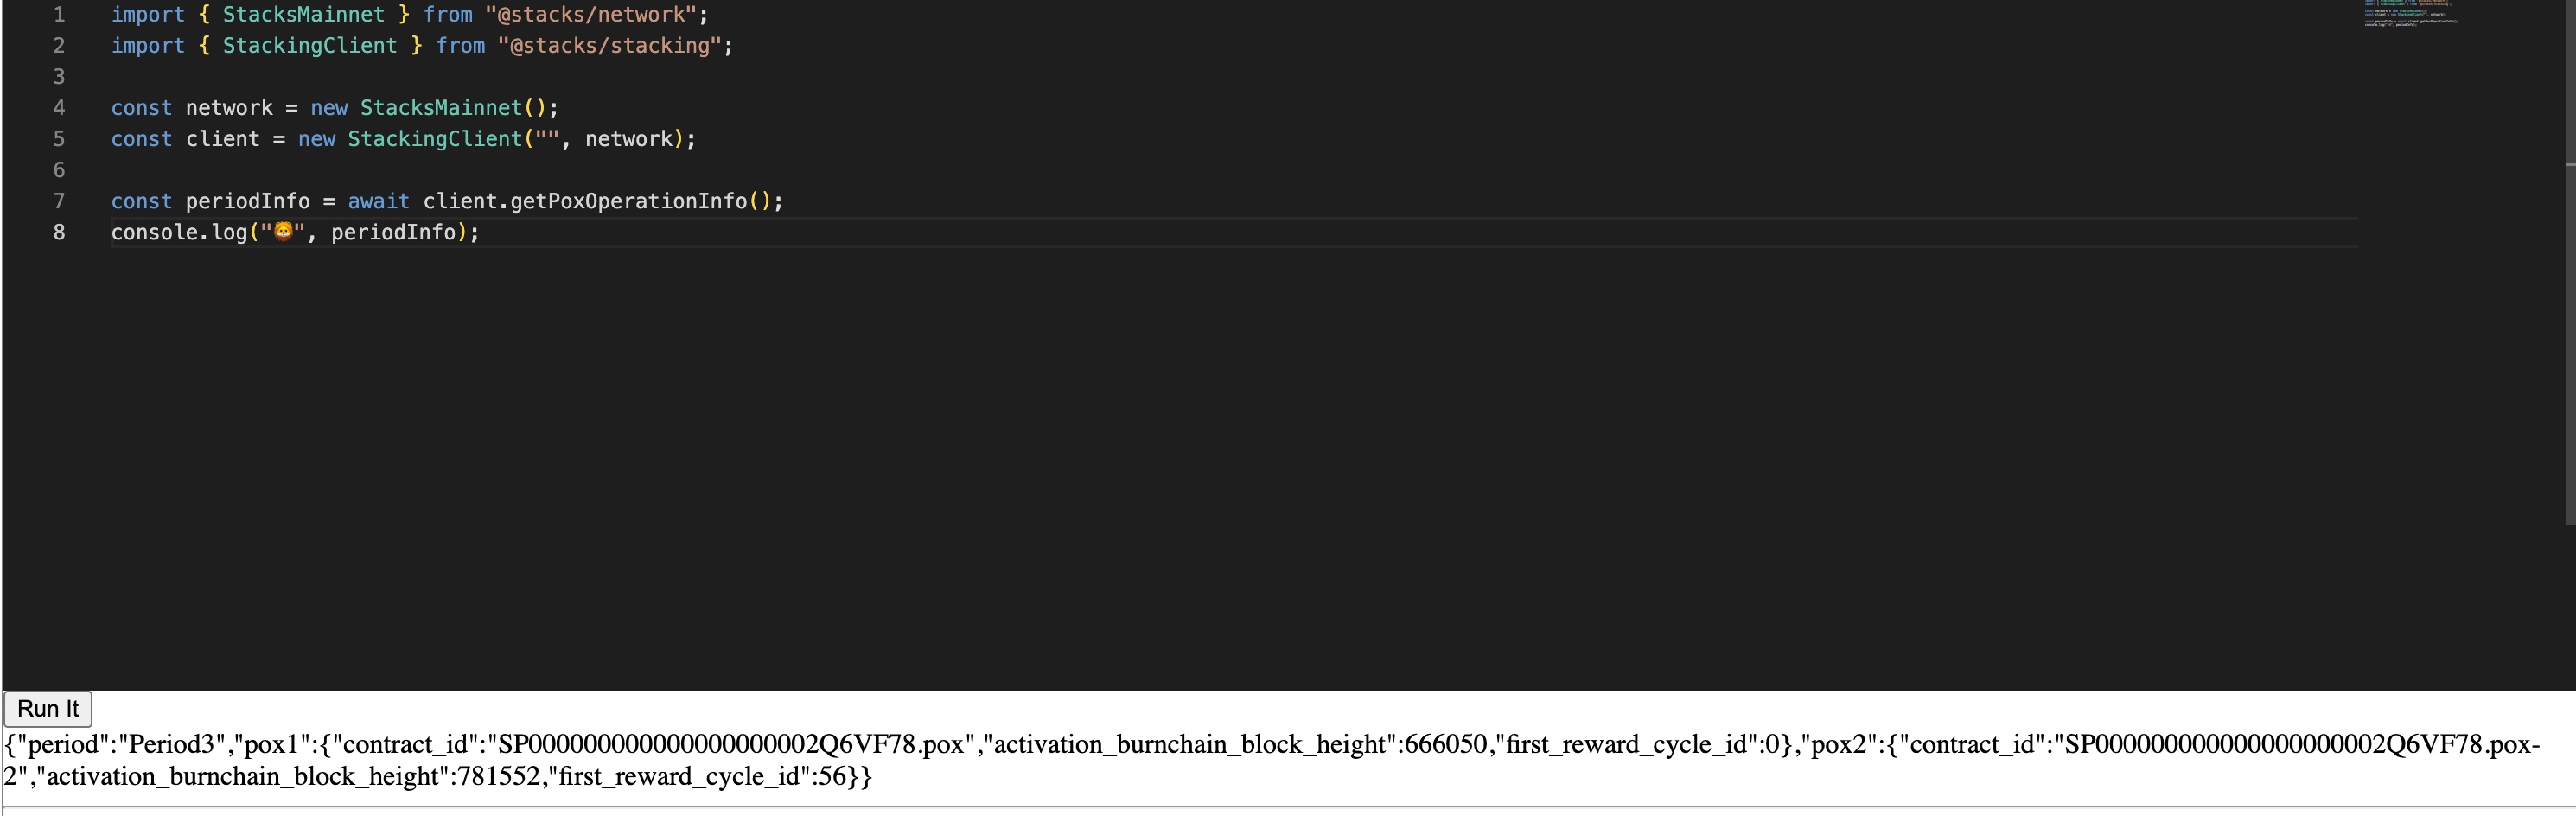 1 import { StacksMainnet } from "@stacks/network";
2 import { StackingClient } from "@stacks/stacking";
3
4 const network = new StacksMainnet();
5 const client = new StackingClient("", network);
6
7 const periodInfo = await client.getPoxOperationInfo();
8 console.log("🦁", periodInfo);
Run It
{"period":"Period3","pox1":{"contract_id":"SP000000000000000000002Q6VF78.pox","activation_burnchain_block_height":666050,"first_reward_cycle_id":0},"pox2":{"contract_id":"SP000000000000000000002Q6VF78.pox-
2","activation_burnchain_block_height":781552,"first_reward_cycle_id":56}}